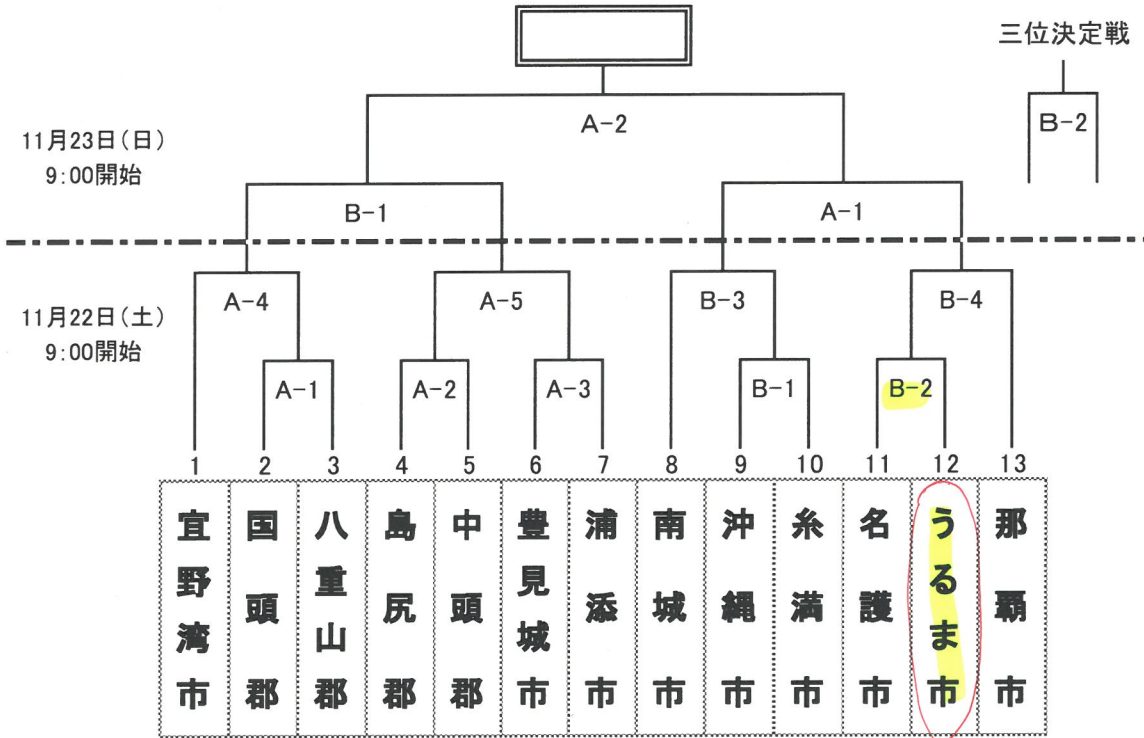 三位決定戦
A-2
B-2
11月23日(日)
9:00開始
B-1
A-1
A-4
A-5
B-3
B-4
11月22日(土)
9:00開始
A-1
A-2
A-3
B-1
B-2
1 2 3 4 5 6 7 8 9 10 11 12 13
宜野湾市
国頭郡
八重山郡
島尻郡
中頭郡
豊見城市
浦添市
南城市
沖縄市
糸満市
名護市
うるま市
那覇市